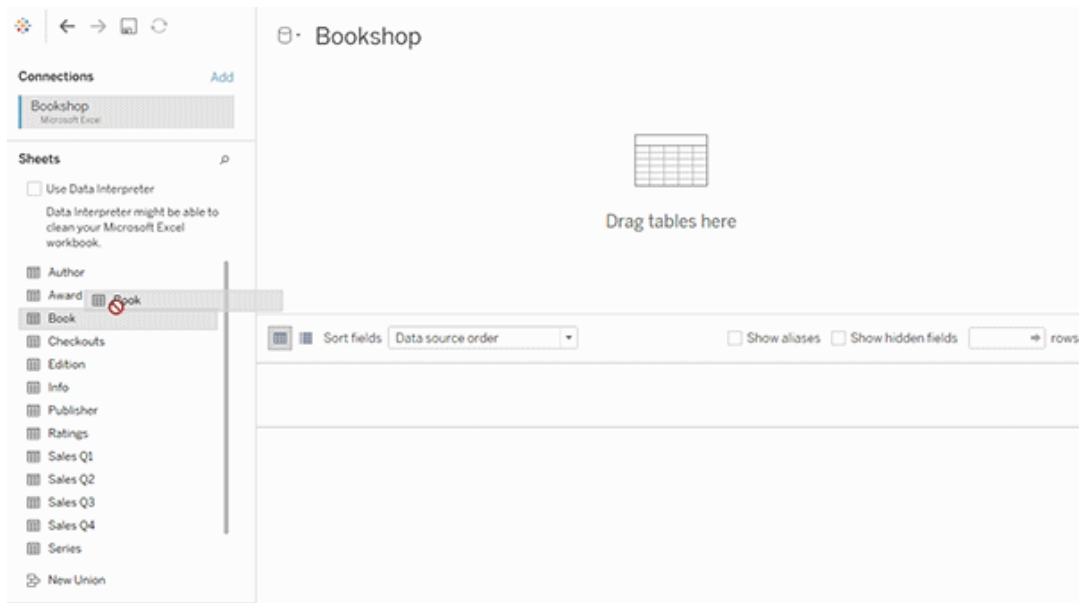 Bookshop
Connections
Add
Bookshop
Microsoft Excel
Sheets
Use Data Interpreter
Data Interpreter might be able to
clean your Microsoft Excel
workbook.
Author
Award
Book
Book
Checkouts
Edition
Info
Publisher
Ratings
Sales Q1
Sales Q2
Sales Q3
Sales Q4
Series
New Union
Drag tables here
Sort fields Data source order
Show aliases Show hidden fields rows